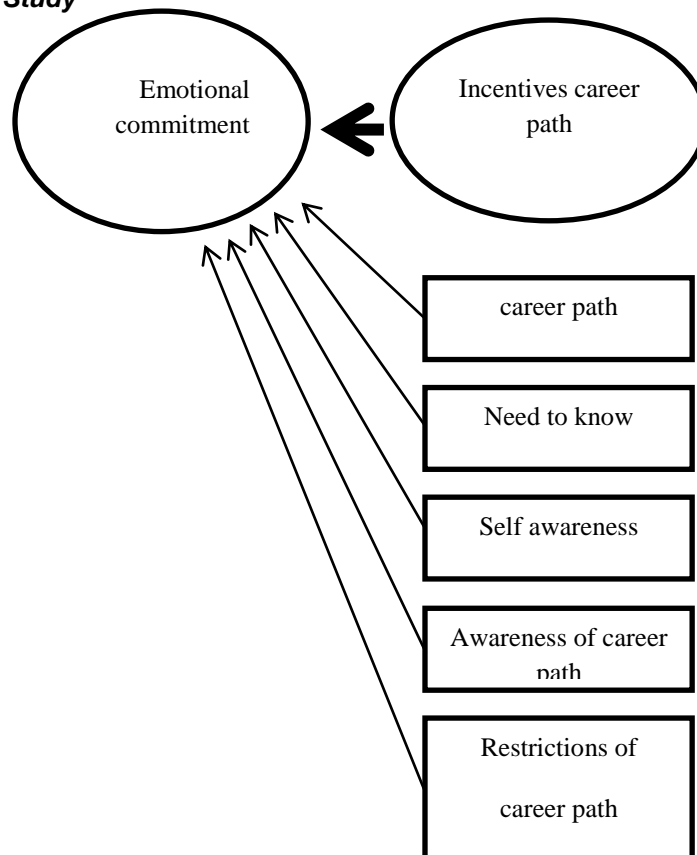 Study
Emotional
commitment
Incentives career
path
career path
Need to know
Self awareness
Awareness of career
path
Restrictions of
career path